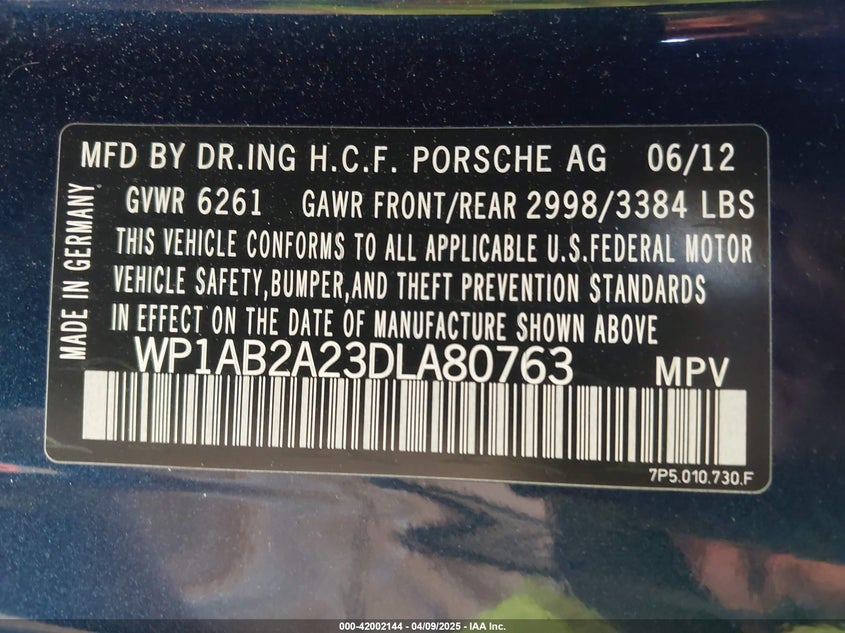 MFD BY DR.ING H.C.F. PORSCHE AG 06/12
GVWR 6261 GAWR FRONT/REAR 2998/3384 LBS
THIS VEHICLE CONFORMS TO ALL APPLICABLE U.S.FEDERAL MOTOR
VEHICLE SAFETY,BUMPER,AND THEFT PREVENTION STANDARDS
IN EFFECT ON THE DATE OF MANUFACTURE SHOWN ABOVE
MADE IN GERMANY
WP1AB2A23DLA80763 MPV
7P5.010.730.F
000-42002144 - 04/09/2025 - IAA Inc.